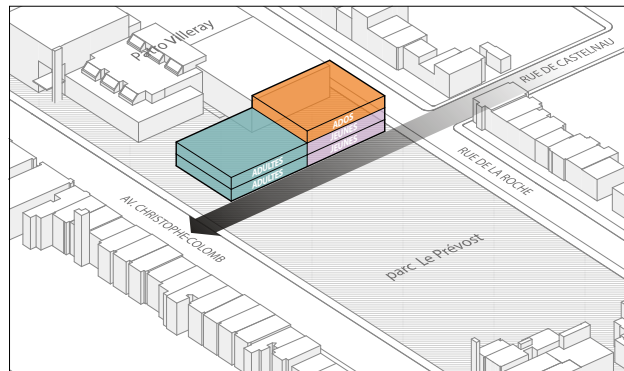 Patro Villeray
RUE DE CASTELNAU
ADOS
JEUNES
JEUNES
ADULTES
ADULTES
RUE DE LA ROCHE
AV. CHRISTOPHE-COLOMB
parc Le Prévost